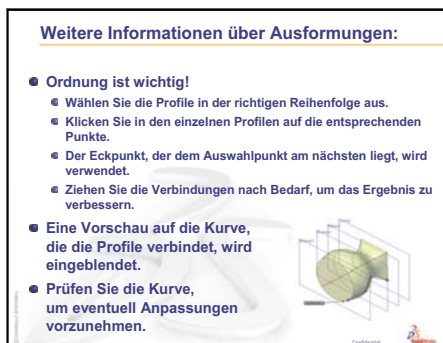 Weitere Informationen über Ausformungen:
Ordnung ist wichtig!
Wählen Sie die Profile in der richtigen Reihenfolge aus.
Klicken Sie in den einzelnen Profilen auf die entsprechenden
Punkte.
Der Eckpunkt, der dem Auswahlpunkt am nächsten liegt, wird
verwendet.
Ziehen Sie die Verbindungen nach Bedarf, um das Ergebnis zu
verbessern.
Eine Vorschau auf die Kurve,
die die Profile verbindet, wird
eingeblendet.
Prüfen Sie die Kurve,
um eventuell Anpassungen
vorzunehmen.
Confidential